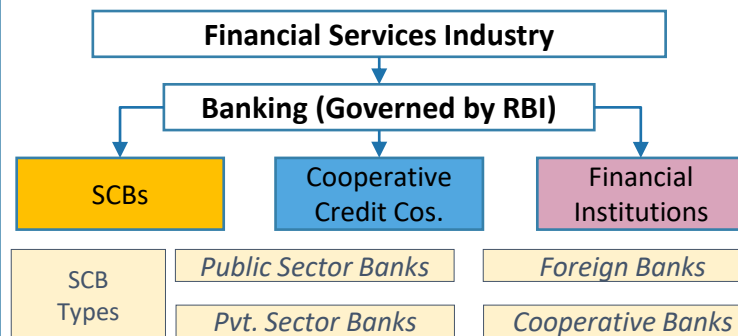 Financial Services Industry
Banking (Governed by RBI)
SCBs
Cooperative
Credit Cos.
Financial
Institutions
SCB
Types
Public Sector Banks
Foreign Banks
Pvt. Sector Banks
Cooperative Banks